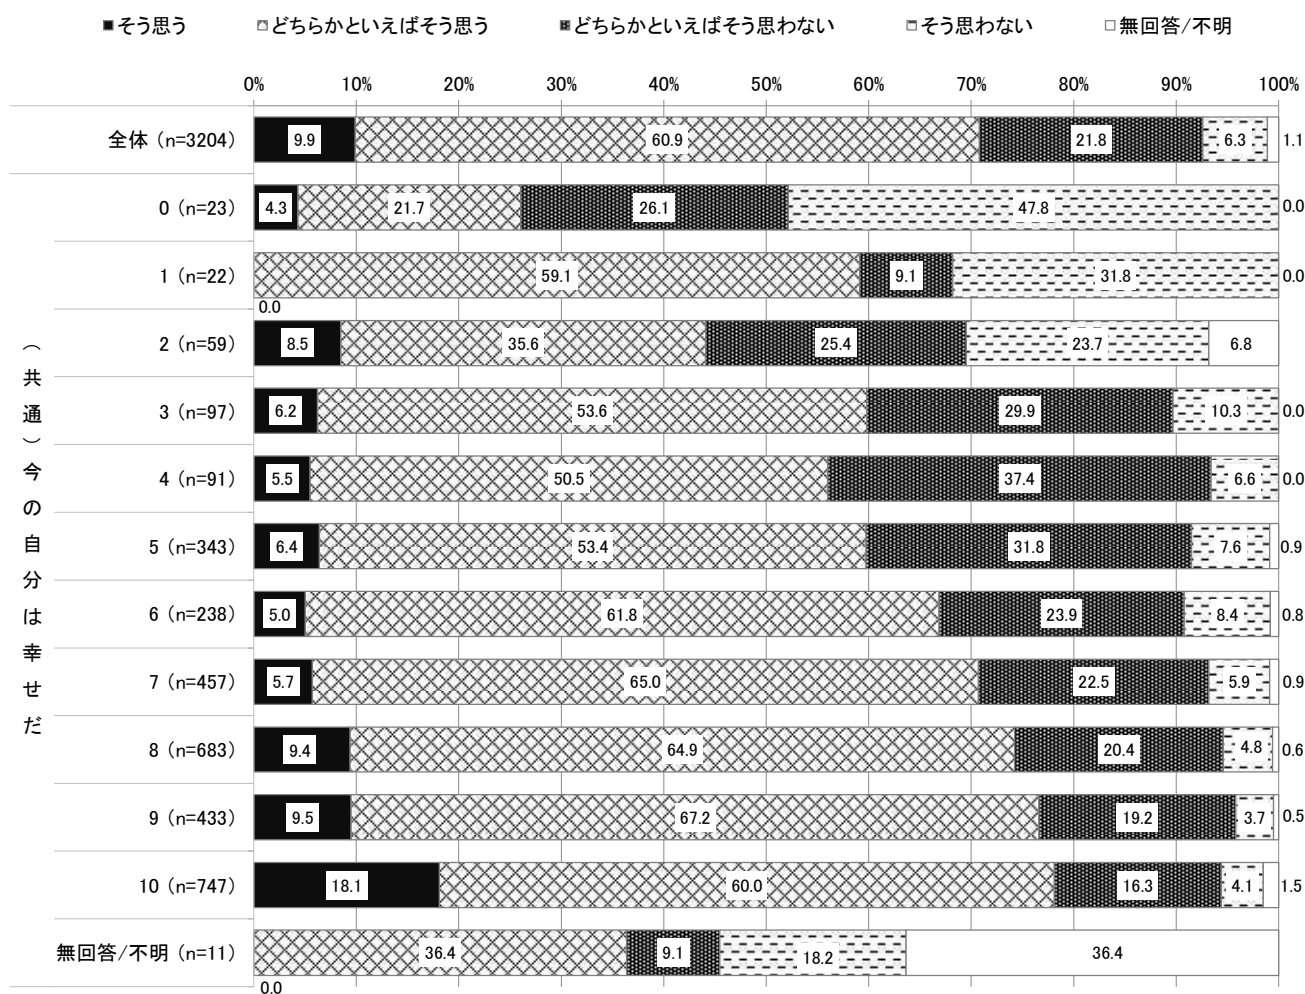 そう思う どちらかといえばそう思う どちらかといえばそう思わない そう思わない 無回答/不明
0% 10% 20% 30% 40% 50% 60% 70% 80% 90% 100%
全体 (n=3204) 9.9 60.9 21.8 6.3 1.1
0 (n=23) 4.3 21.7 26.1 47.8 0.0
1 (n=22) 59.1 9.1 31.8 0.0
0.0
2 (n=59) 8.5 35.6 25.4 23.7 6.8
3 (n=97) 6.2 53.6 29.9 10.3 0.0
4 (n=91) 5.5 50.5 37.4 6.6 0.0
5 (n=343) 6.4 53.4 31.8 7.6 0.9
6 (n=238) 5.0 61.8 23.9 8.4 0.8
7 (n=457) 5.7 65.0 22.5 5.9 0.9
8 (n=683) 9.4 64.9 20.4 4.8 0.6
9 (n=433) 9.5 67.2 19.2 3.7 0.5
10 (n=747) 18.1 60.0 16.3 4.1 1.5
無回答/不明 (n=11) 36.4 9.1 18.2 36.4
0.0
（共通）今の自分は幸せだ